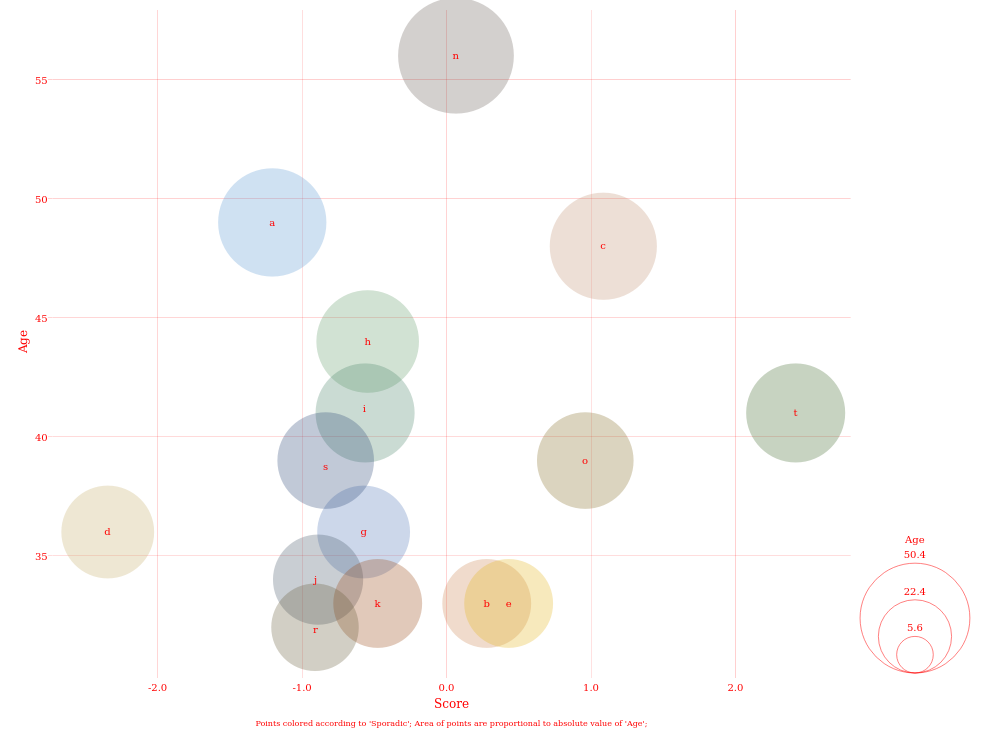 n
55
50
a
c
45
h
i
t
40
s
o
d
g
Age
50.4
35
j
22.4
k
b
e
r
5.6
-2.0
-1.0
0.0
1.0
2.0
Score
Age
Points colored according to 'Sporadic'; Area of points are proportional to absolute value of 'Age';